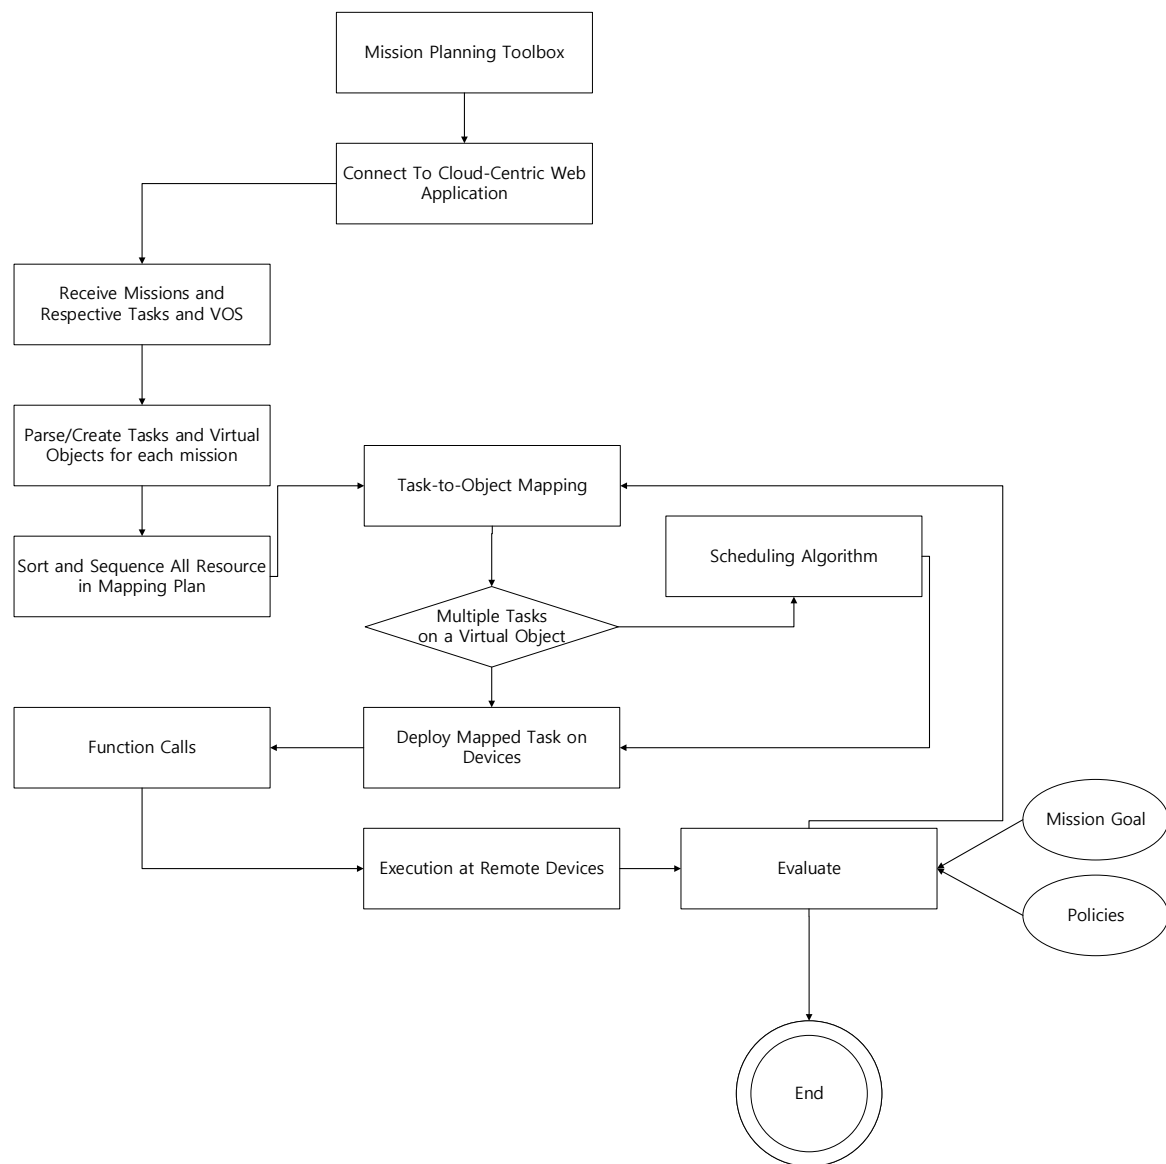 Mission Planning Toolbox
Connect To Cloud-Centric Web
Application
Receive Missions and
Respective Tasks and VOS
Parse/Create Tasks and Virtual
Objects for each mission
Sort and Sequence All Resource
in Mapping Plan
Task-to-Object Mapping
Scheduling Algorithm
Multiple Tasks
on a Virtual Object
Deploy Mapped Task on
Devices
Function Calls
Execution at Remote Devices
Evaluate
Mission Goal
Policies
End